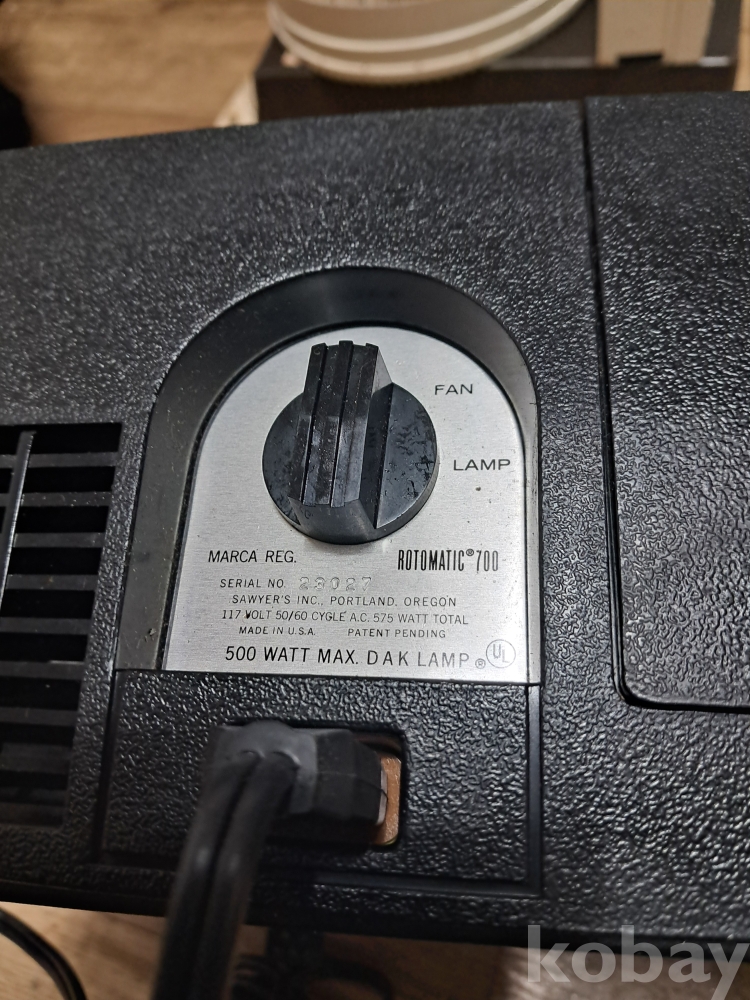 FAN
LAMP
MARCA REG. ROTOMATIC® 700
SERIAL NO. 28027
SAWYER'S INC., PORTLAND, OREGON
117 VOLT 50/60 CYCLE A.C. 575 WATT TOTAL
MADE IN U.S.A. PATENT PENDING
500 WATT MAX. DAK LAMP ® UL
kobay